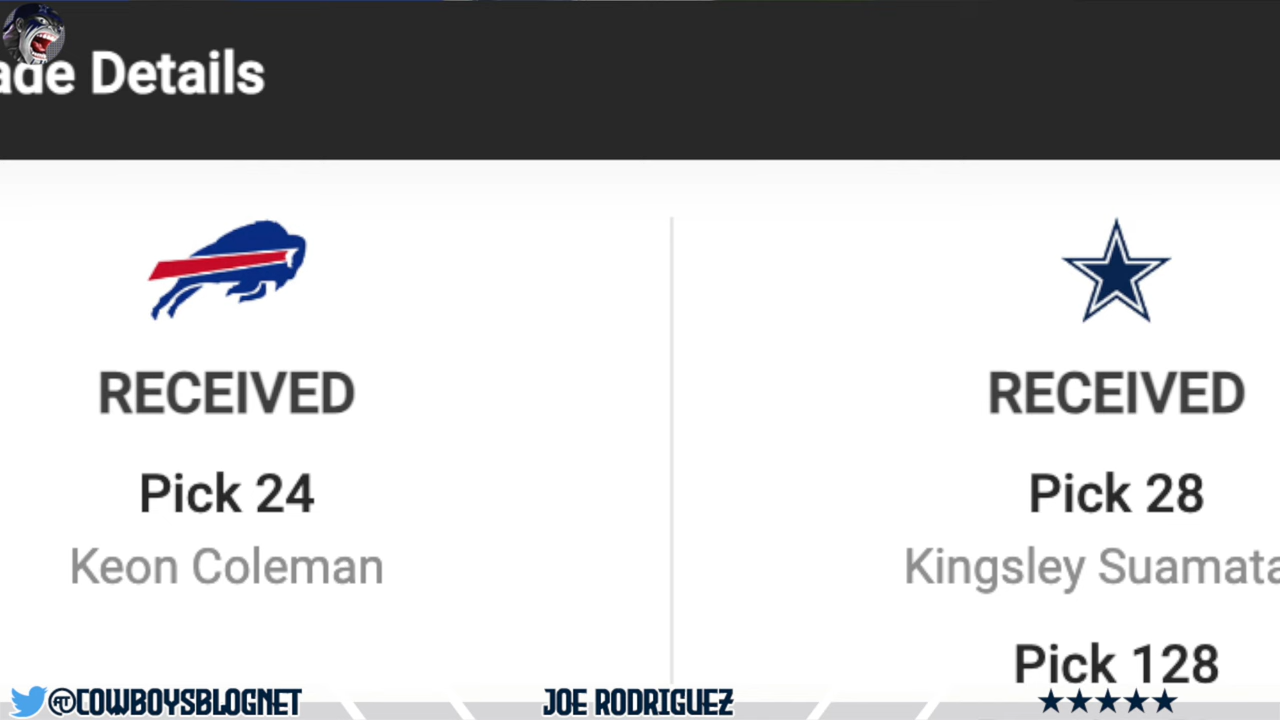 ade Details
RECEIVED
Pick 24
Keon Coleman
RECEIVED
Pick 28
Kingsley Suamata
Pick 128
@COWBOYSBLOGNET
JOE RODRIGUEZ